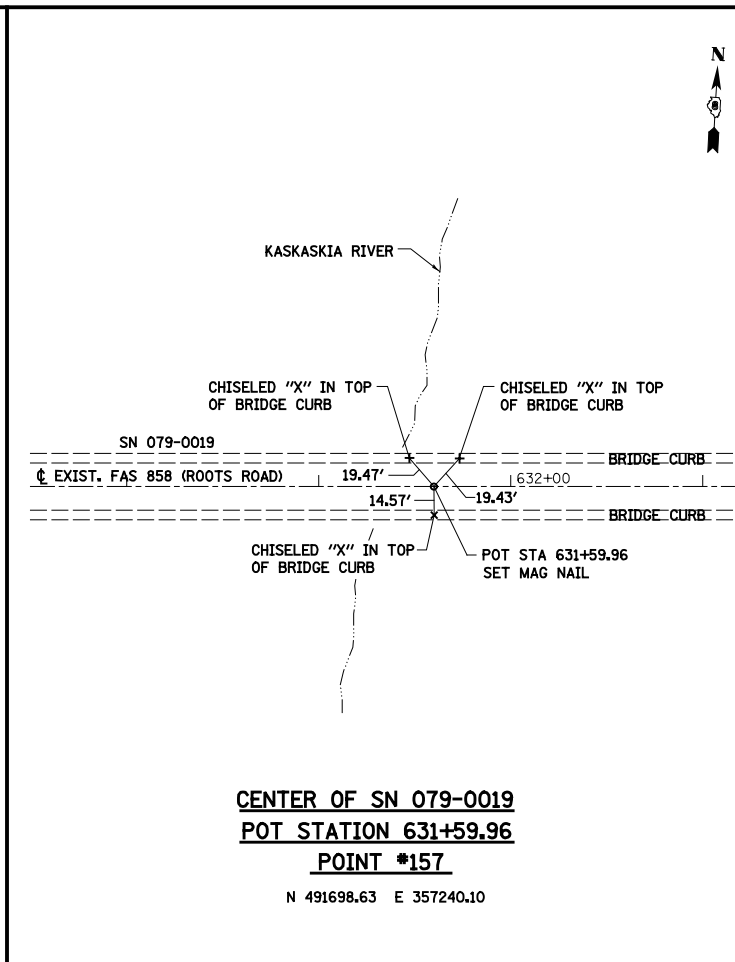 N
KASKASKIA RIVER
CHISELED "X" IN TOP
OF BRIDGE CURB
CHISELED "X" IN TOP
OF BRIDGE CURB
SN 079-0019
BRIDGE CURB
℄ EXIST. FAS 858 (ROOTS ROAD)
19.47'
632+00
14.57'
19.43'
BRIDGE CURB
CHISELED "X" IN TOP
OF BRIDGE CURB
POT STA 631+59.96
SET MAG NAIL
CENTER OF SN 079-0019
POT STATION 631+59.96
POINT #157
N 491698.63 E 357240.10